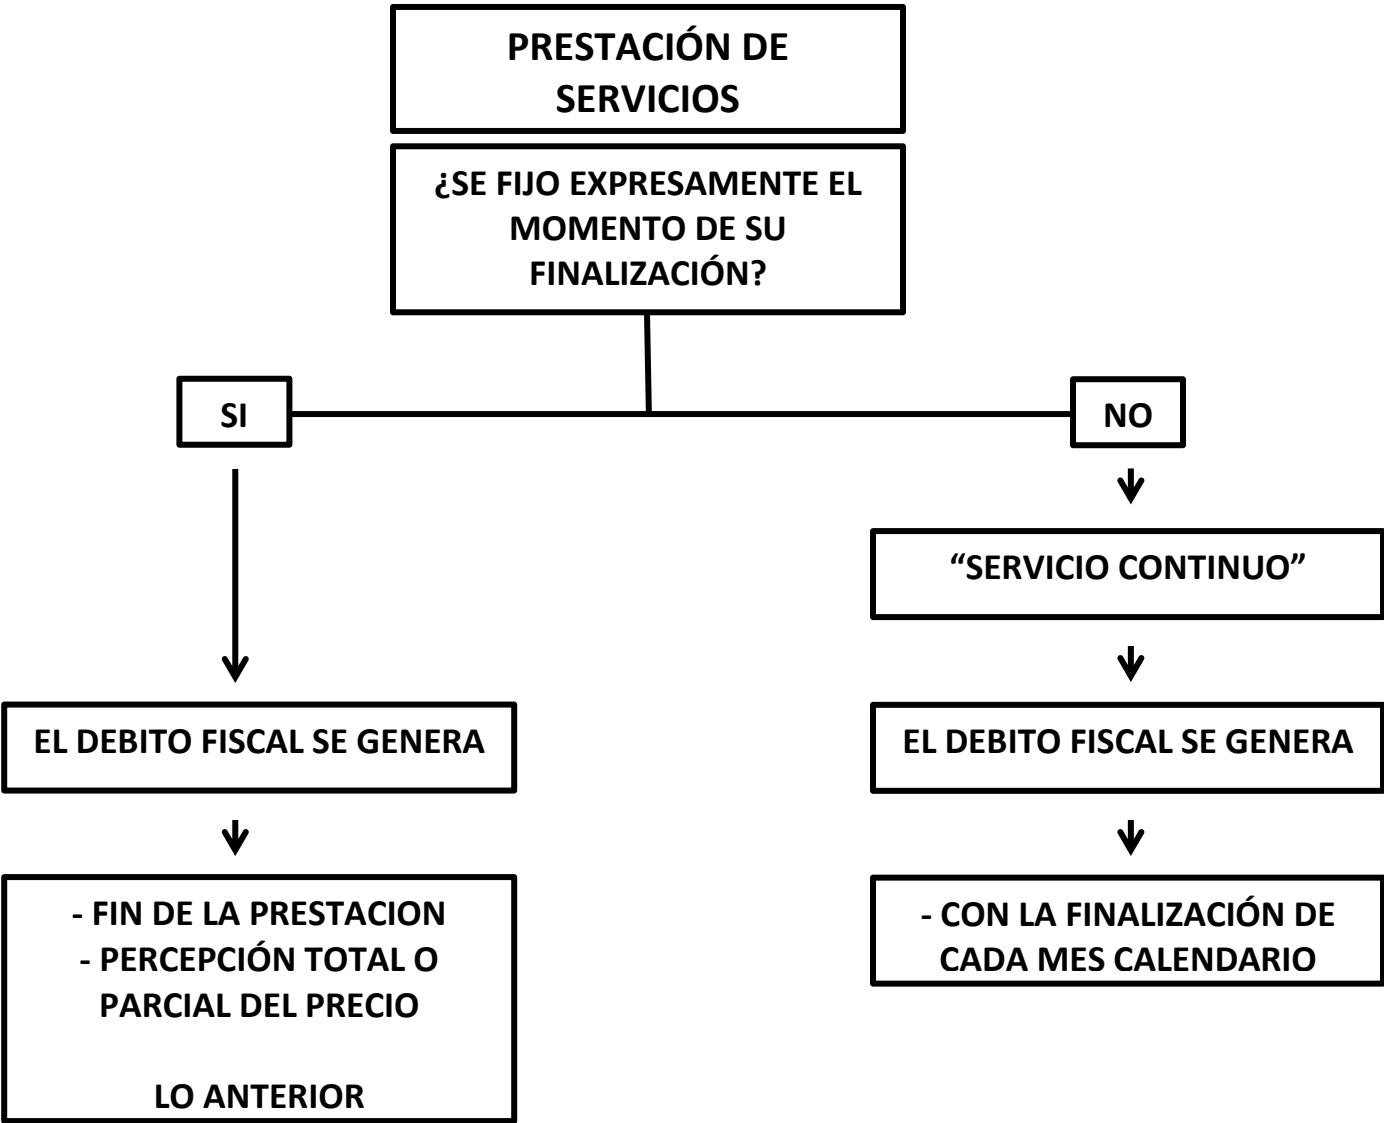 PRESTACIÓN DE
SERVICIOS
¿SE FIJO EXPRESAMENTE EL
MOMENTO DE SU
FINALIZACIÓN?
SI
NO
“SERVICIO CONTINUO”
EL DEBITO FISCAL SE GENERA
EL DEBITO FISCAL SE GENERA
- FIN DE LA PRESTACION
- PERCEPCIÓN TOTAL O
PARCIAL DEL PRECIO
LO ANTERIOR
- CON LA FINALIZACIÓN DE
CADA MES CALENDARIO